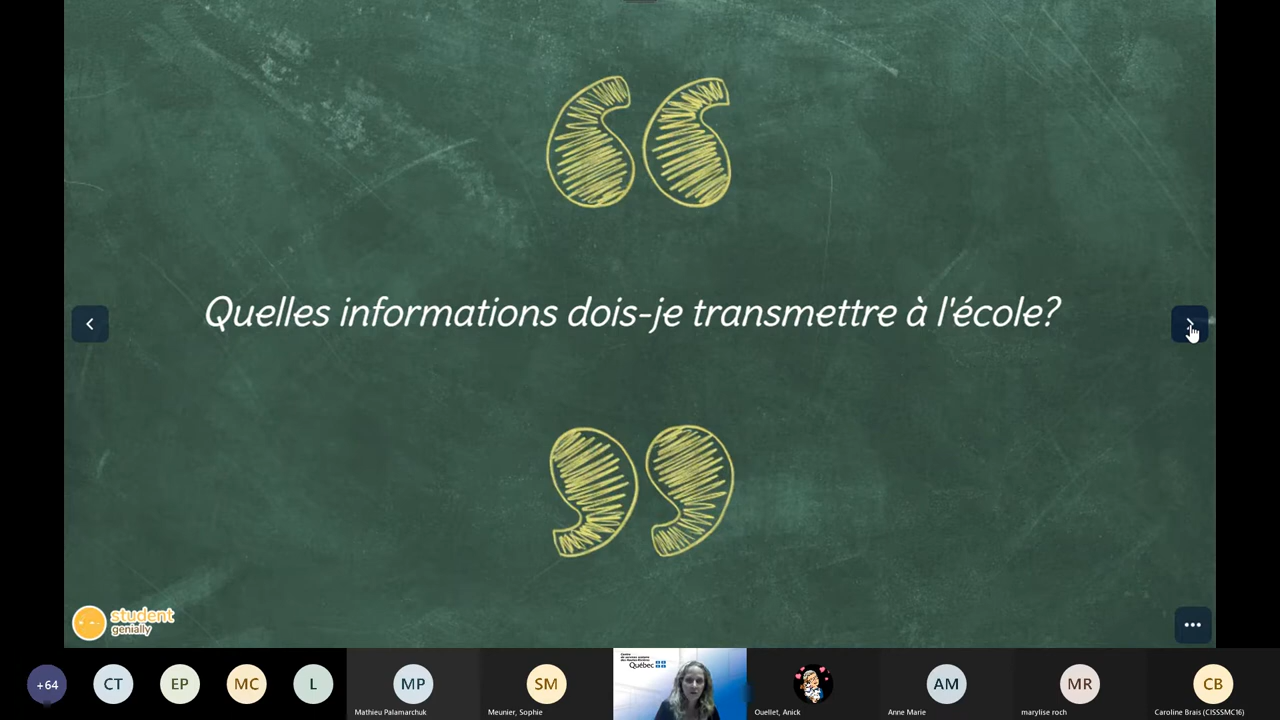 Quelles informations dois-je transmettre à l'école?
student
genially
Québec
+64
CT
EP
MC
L
MP
SM
AM
MR
CB
Mathieu Palamarchuk
Meunier, Sophie
Ouellet, Anick
Anne Marie
marylise roch
Caroline Brais (CISSSMC16)